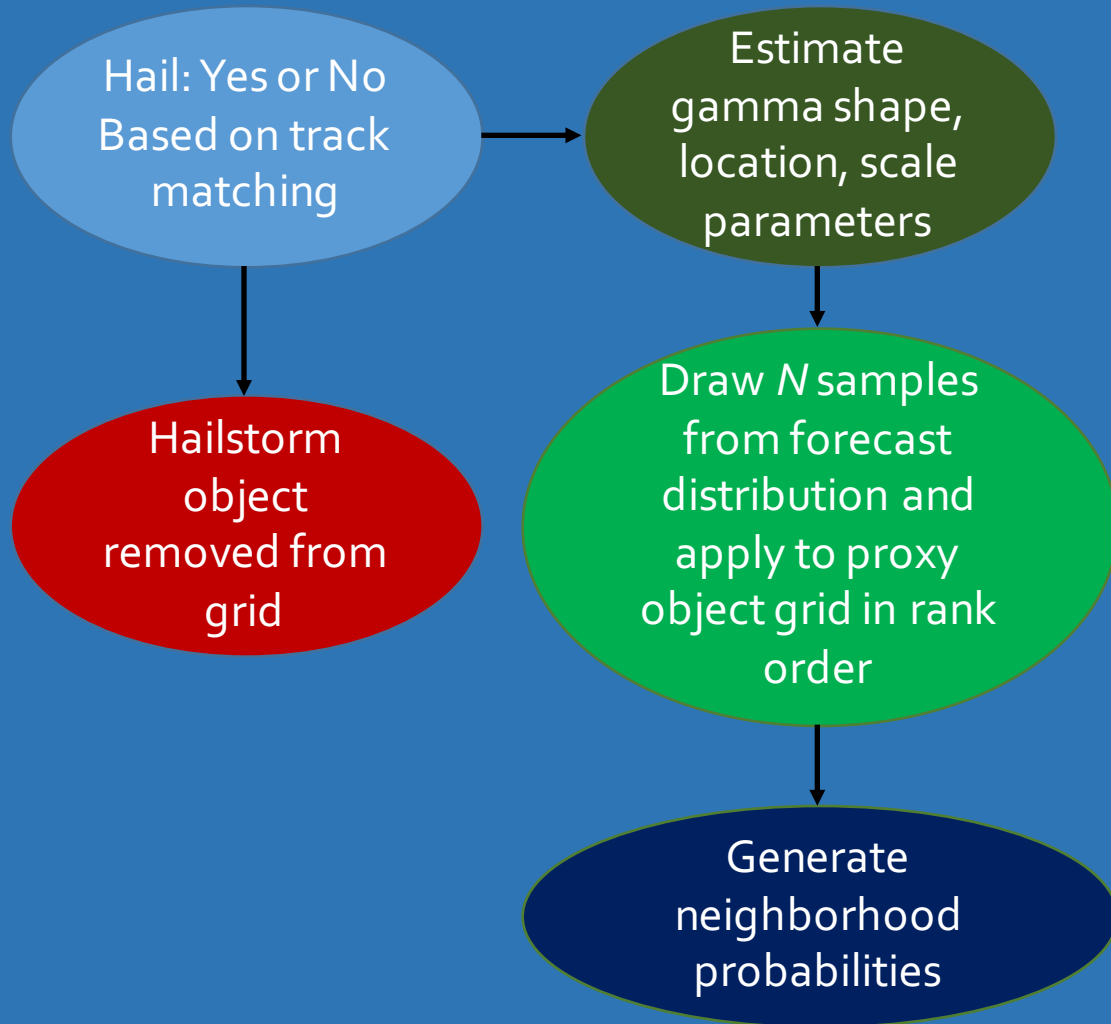 Hail: Yes or No
Based on track
matching
Estimate
gamma shape,
location, scale
parameters
Hailstorm
object
removed from
grid
Draw N samples
from forecast
distribution and
apply to proxy
object grid in rank
order
Generate
neighborhood
probabilities